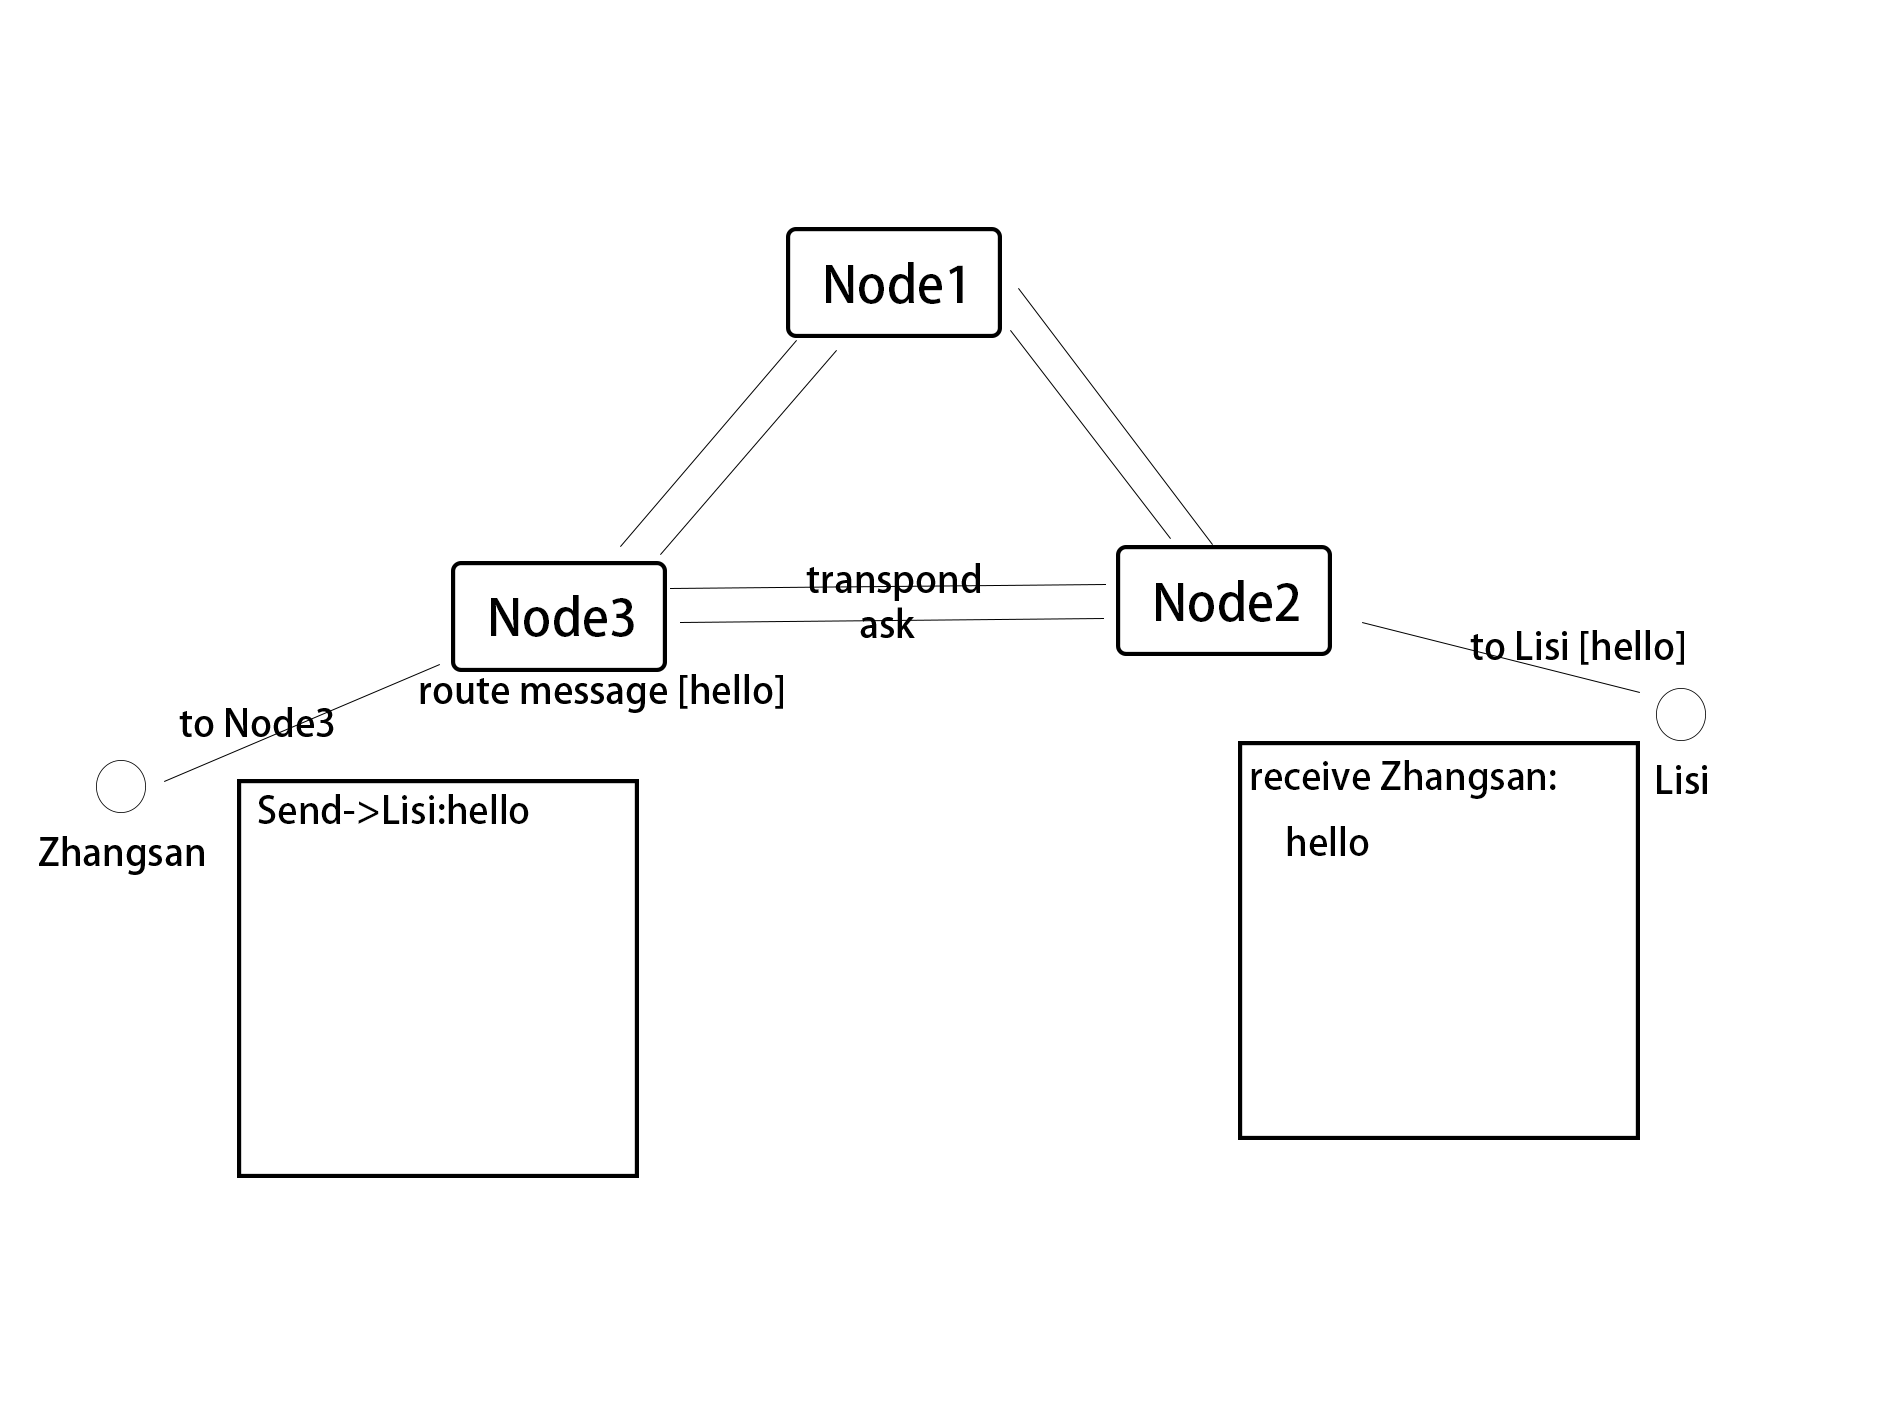 Node1
transpond
Node3
Node2
ask
to Lisi [hello]
route message [hello]
to Node3
receive Zhangsan:
Lisi
Send->Lisi:hello
hello
Zhangsan